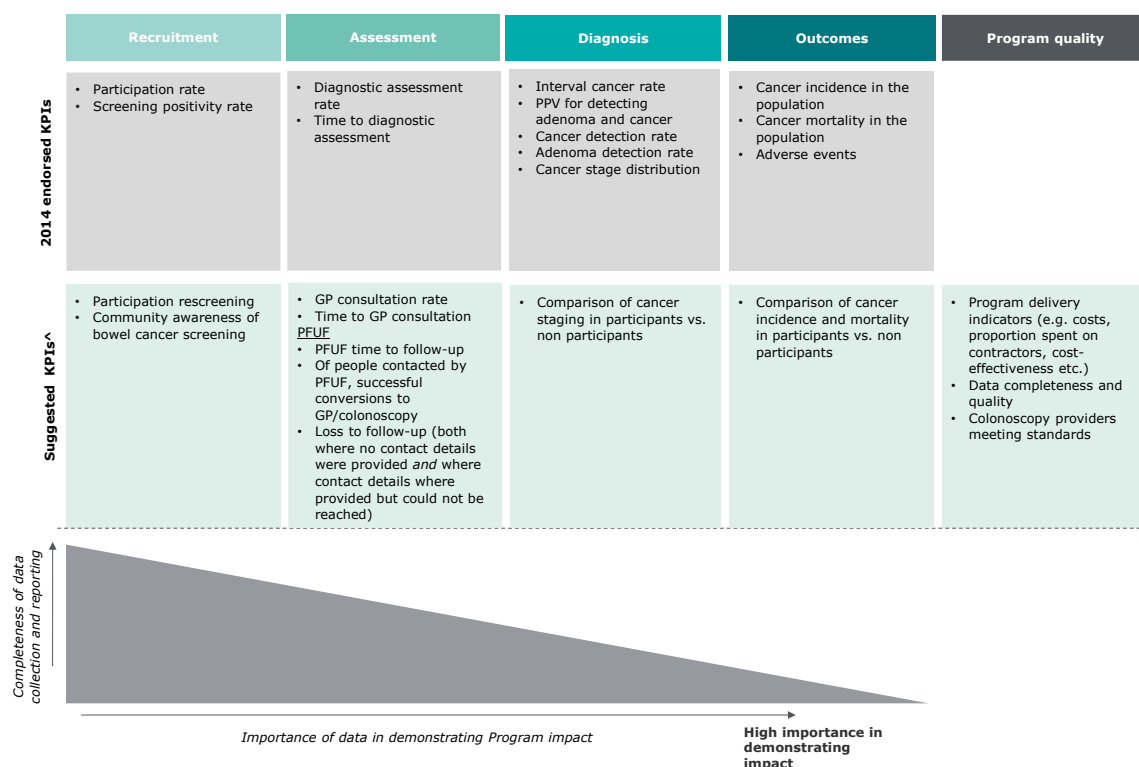 Recruitment
Assessment
Diagnosis
Outcomes
Program quality
2014 endorsed KPIs
• Participation rate
• Screening positivity rate
• Diagnostic assessment
rate
• Time to diagnostic
assessment
• Interval cancer rate
• PPV for detecting
adenoma and cancer
• Cancer detection rate
• Adenoma detection rate
• Cancer stage distribution
• Cancer incidence in the
population
• Cancer mortality in the
population
• Adverse events
Suggested KPIs^
• Participation rescreening
• Community awareness of
bowel cancer screening
• GP consultation rate
• Time to GP consultation
PFUF
• PFUF time to follow-up
• Of people contacted by
PFUF, successful
conversions to
GP/colonoscopy
• Loss to follow-up (both
where no contact details
were provided and where
contact details where
provided but could not be
reached)
• Comparison of cancer
staging in participants vs.
non participants
• Comparison of cancer
incidence and mortality
in participants vs. non
participants
• Program delivery
indicators (e.g. costs,
proportion spent on
contractors, cost-
effectiveness etc.)
• Data completeness and
quality
• Colonoscopy providers
meeting standards
Completeness of data
collection and reporting
Importance of data in demonstrating Program impact
High importance in
demonstrating
impact